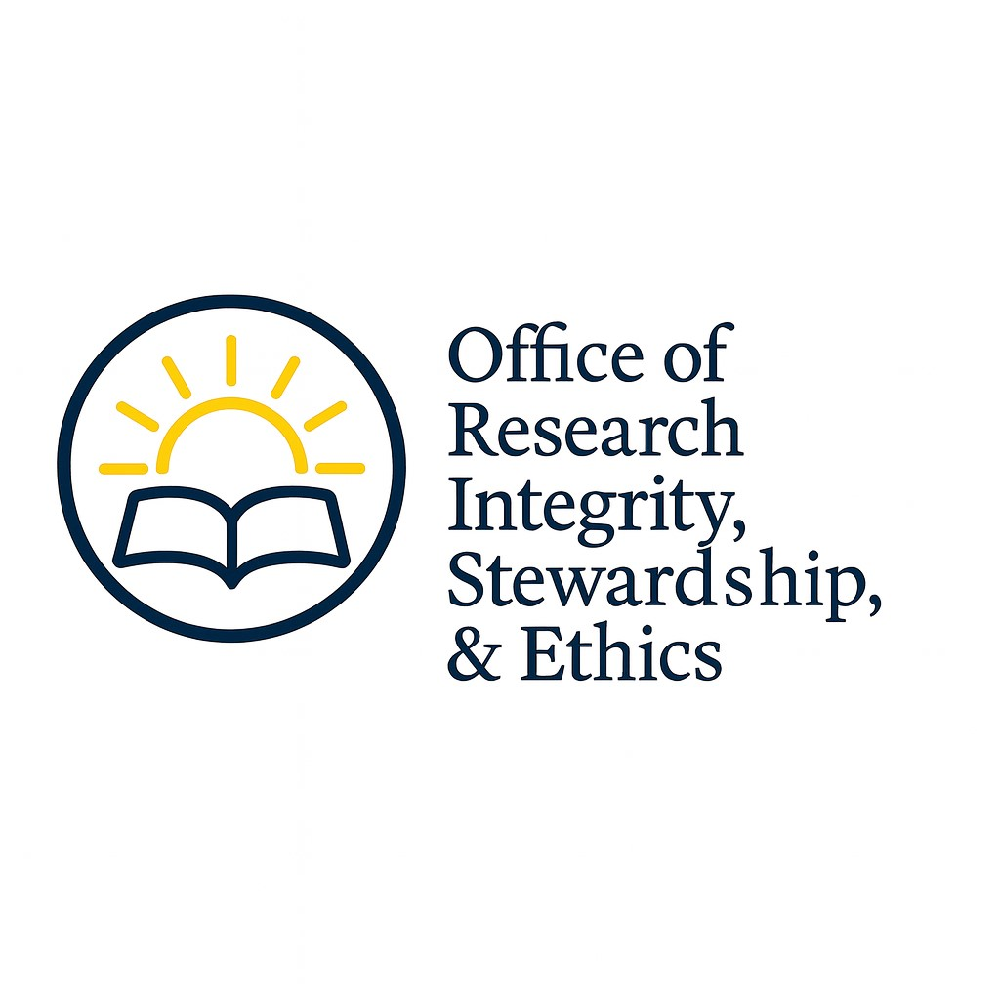 Office of
Research
Integrity,
Stewardship,
& Ethics